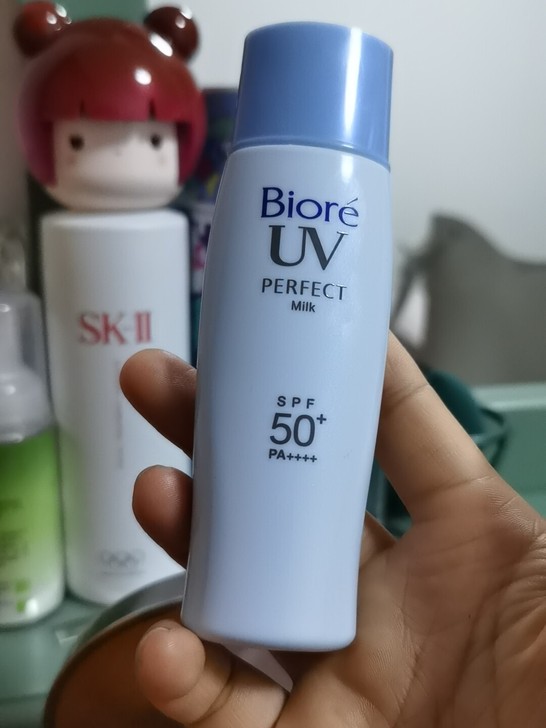 Bioré
UV
PERFECT
Milk
SPF
50+
PA++++
SK-II